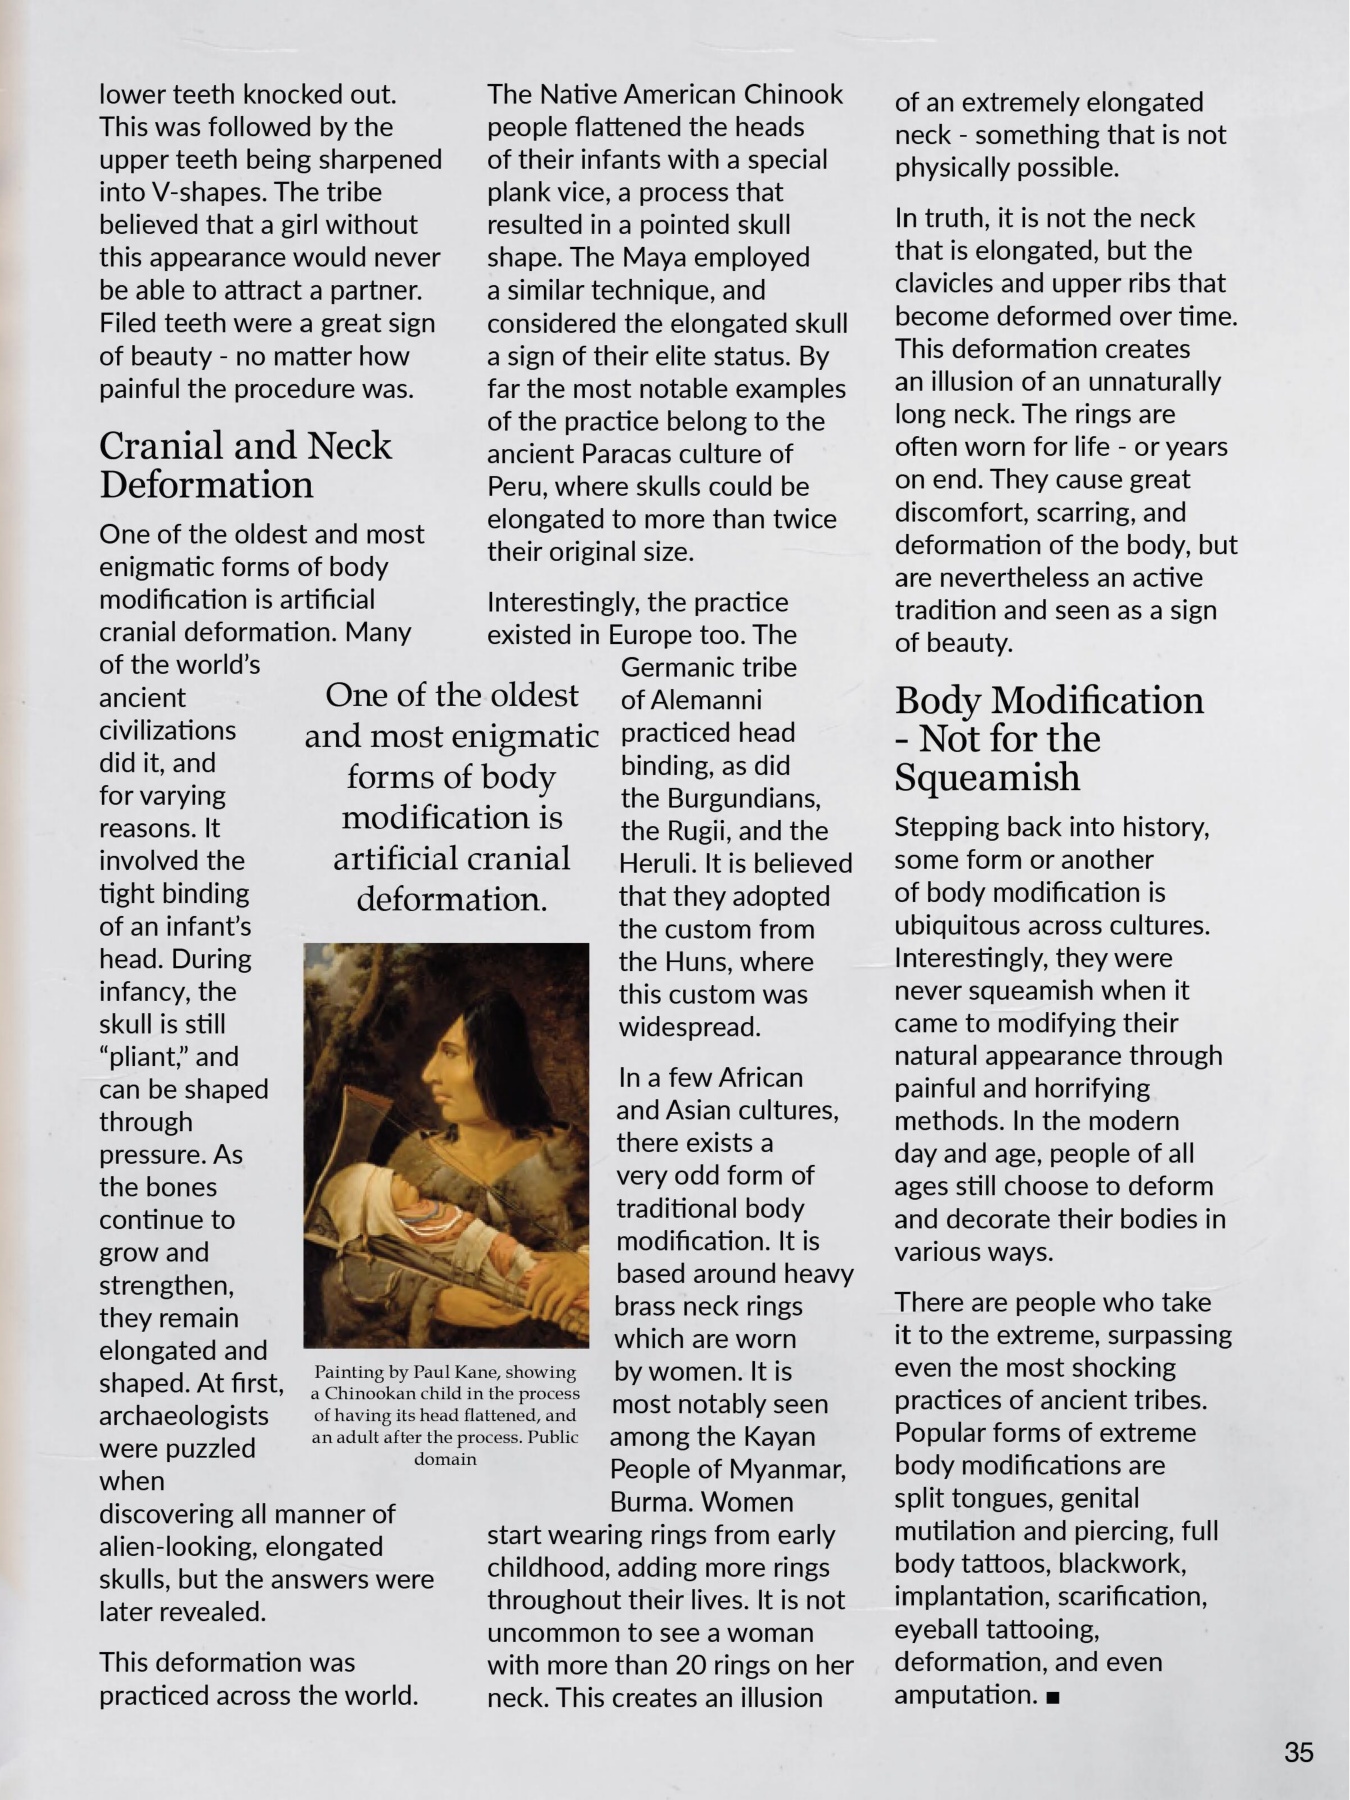 lower teeth knocked out.
This was followed by the
upper teeth being sharpened
into V-shapes. The tribe
believed that a girl without
this appearance would never
be able to attract a partner.
Filed teeth were a great sign
of beauty - no matter how
painful the procedure was.
Cranial and Neck
Deformation
One of the oldest and most
enigmatic forms of body
modification is artificial
cranial deformation. Many
of the world’s
ancient
civilizations
did it, and
for varying
reasons. It
involved the
tight binding
of an infant’s
head. During
infancy, the
skull is still
“pliant,” and
can be shaped
through
pressure. As
the bones
continue to
grow and
strengthen,
they remain
elongated and
shaped. At first,
archaeologists
were puzzled
when
discovering all manner of
alien-looking, elongated
skulls, but the answers were
later revealed.
This deformation was
practiced across the world.
One of the oldest
and most enigmatic
forms of body
modification is
artificial cranial
deformation.
Painting by Paul Kane, showing
a Chinookan child in the process
of having its head flattened, and
an adult after the process. Public
domain
The Native American Chinook
people flattened the heads
of their infants with a special
plank vice, a process that
resulted in a pointed skull
shape. The Maya employed
a similar technique, and
considered the elongated skull
a sign of their elite status. By
far the most notable examples
of the practice belong to the
ancient Paracas culture of
Peru, where skulls could be
elongated to more than twice
their original size.
Interestingly, the practice
existed in Europe too. The
Germanic tribe
of Alemanni
practiced head
binding, as did
the Burgundians,
the Rugii, and the
Heruli. It is believed
that they adopted
the custom from
the Huns, where
this custom was
widespread.
In a few African
and Asian cultures,
there exists a
very odd form of
traditional body
modification. It is
based around heavy
brass neck rings
which are worn
by women. It is
most notably seen
among the Kayan
People of Myanmar,
Burma. Women
start wearing rings from early
childhood, adding more rings
throughout their lives. It is not
uncommon to see a woman
with more than 20 rings on her
neck. This creates an illusion
of an extremely elongated
neck - something that is not
physically possible.
In truth, it is not the neck
that is elongated, but the
clavicles and upper ribs that
become deformed over time.
This deformation creates
an illusion of an unnaturally
long neck. The rings are
often worn for life - or years
on end. They cause great
discomfort, scarring, and
deformation of the body, but
are nevertheless an active
tradition and seen as a sign
of beauty.
Body Modification
- Not for the
Squeamish
Stepping back into history,
some form or another
of body modification is
ubiquitous across cultures.
Interestingly, they were
never squeamish when it
came to modifying their
natural appearance through
painful and horrifying
methods. In the modern
day and age, people of all
ages still choose to deform
and decorate their bodies in
various ways.
There are people who take
it to the extreme, surpassing
even the most shocking
practices of ancient tribes.
Popular forms of extreme
body modifications are
split tongues, genital
mutilation and piercing, full
body tattoos, blackwork,
implantation, scarification,
eyeball tattooing,
deformation, and even
amputation. ■
35